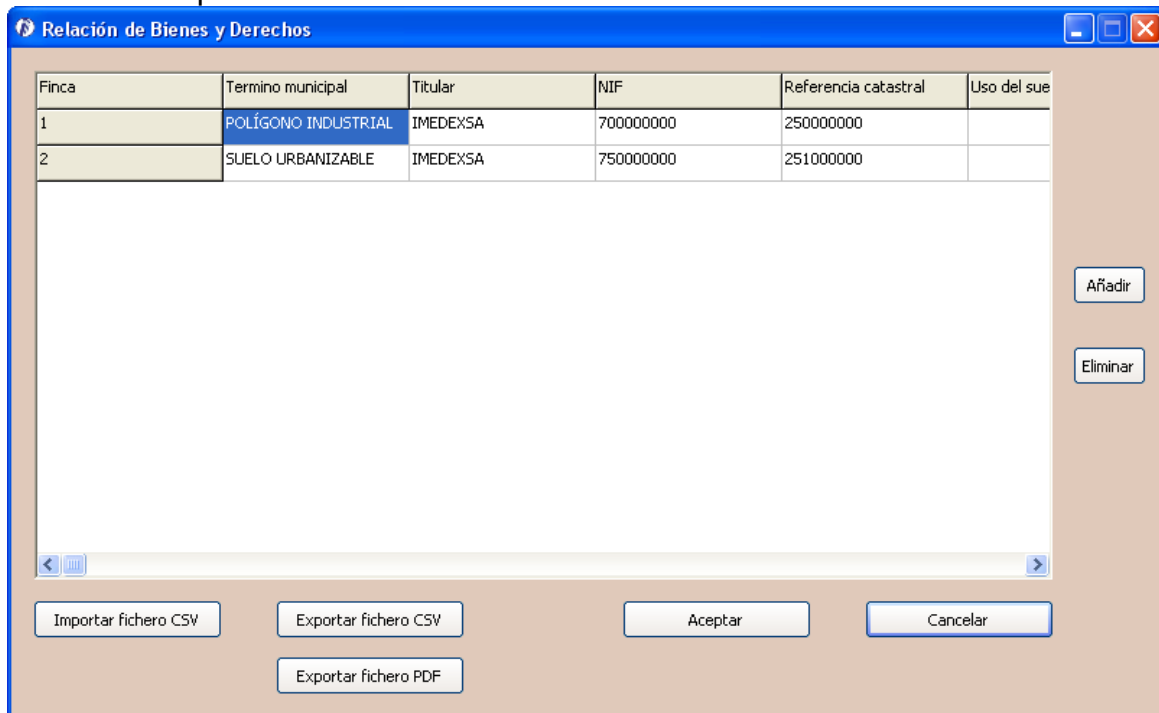 Relación de Bienes y Derechos
Finca Termino municipal Titular NIF Referencia catastral Uso del sue
1 POLÍGONO INDUSTRIAL IMEDEXSA 700000000 250000000
2 SUELO URBANIZABLE IMEDEXSA 750000000 251000000
Añadir
Eliminar
Importar fichero CSV Exportar fichero CSV Aceptar Cancelar
Exportar fichero PDF